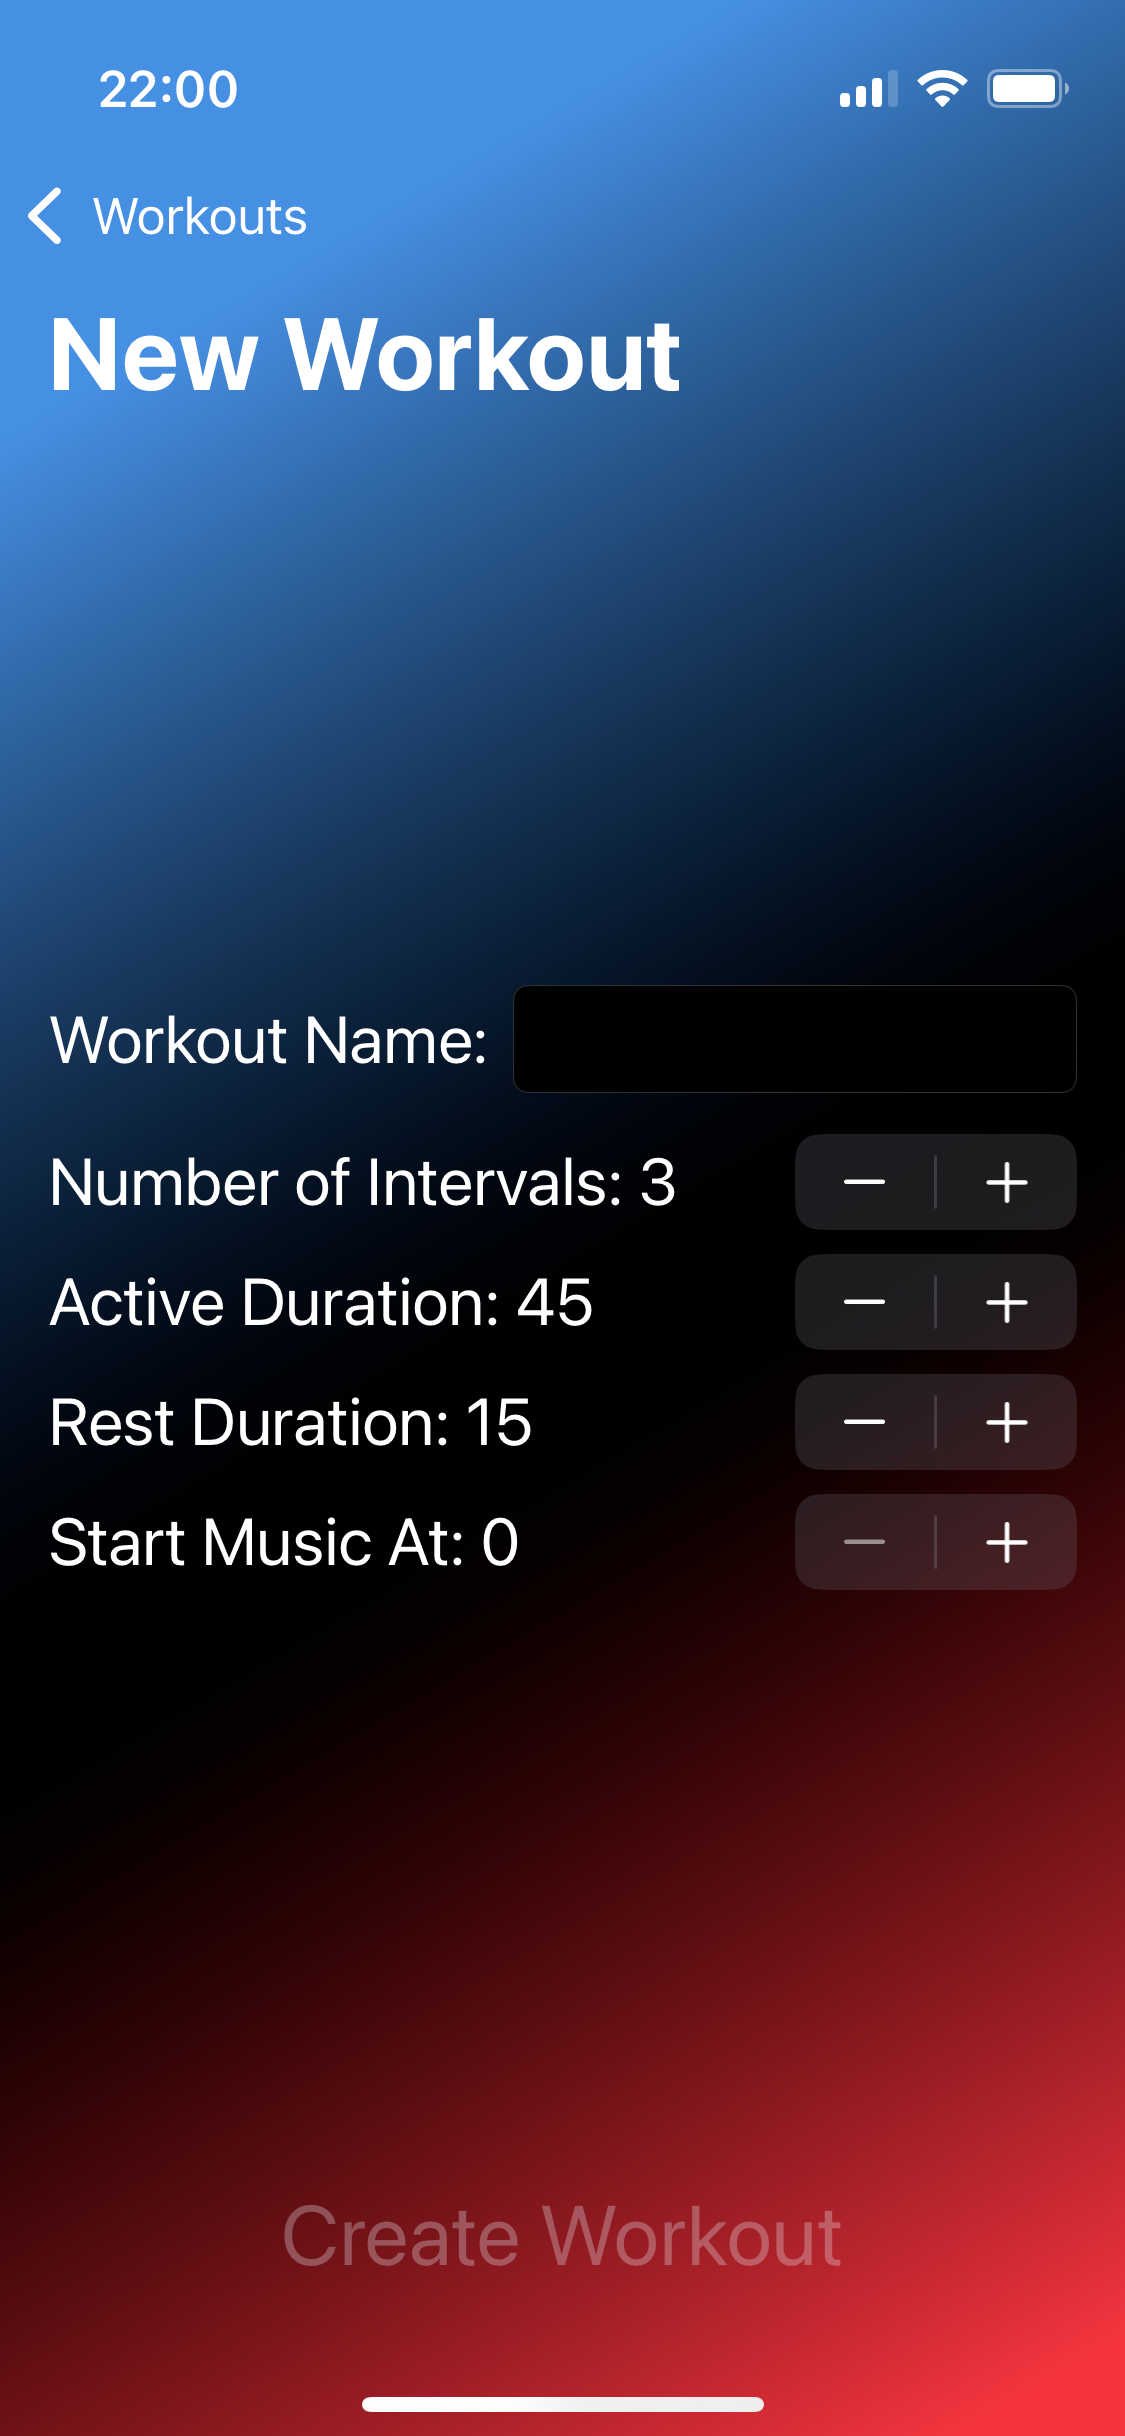 22:00
Workouts
New Workout
Workout Name:
Number of Intervals: 3
Active Duration: 45
Rest Duration: 15
Start Music At: 0
Create Workout